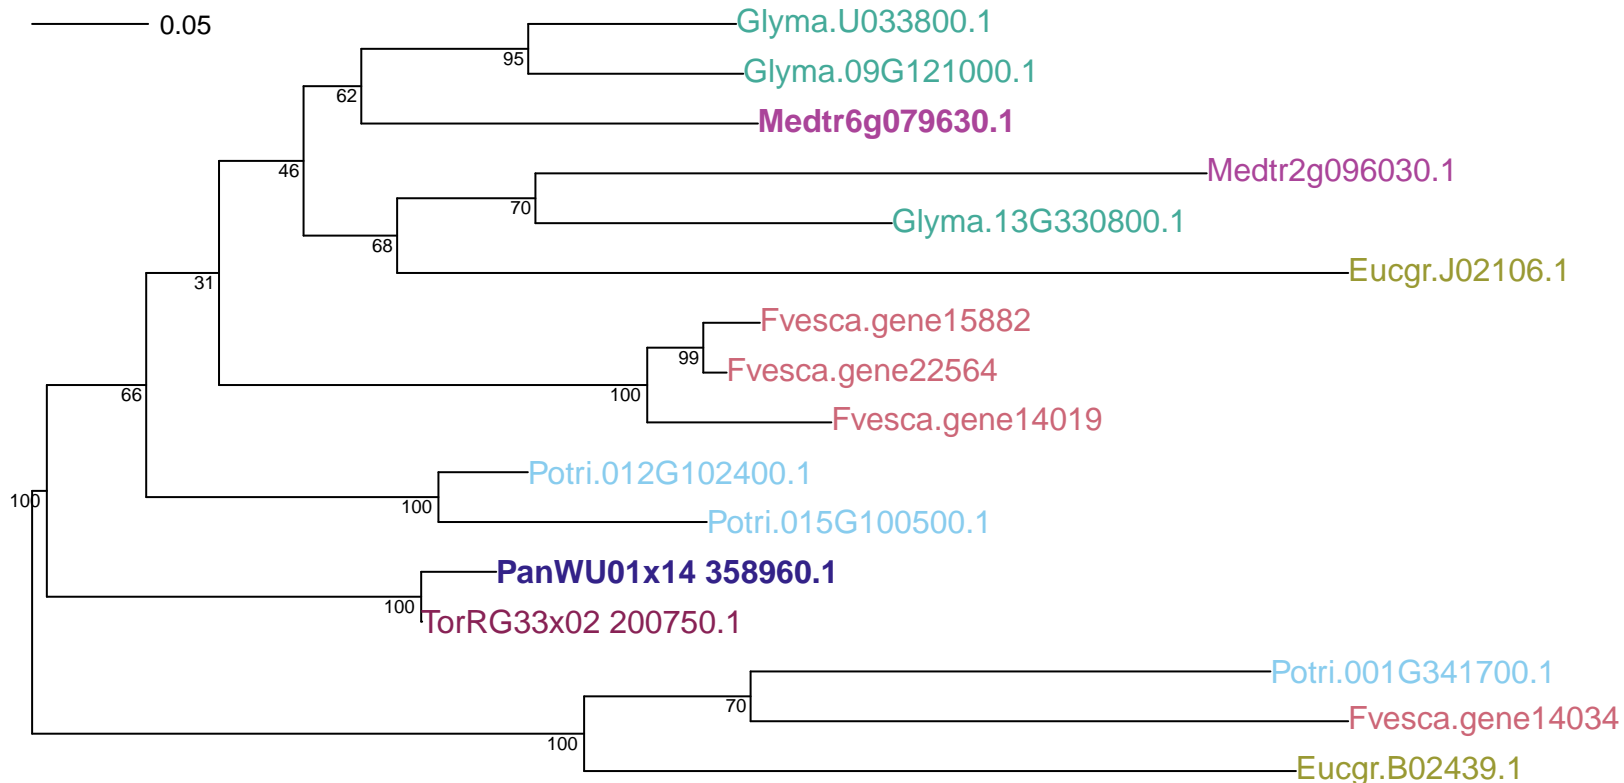 0.05
Glyma.U033800.1
95
Glyma.09G121000.1
62
Medtr6g079630.1
46
Medtr2g096030.1
70
Glyma.13G330800.1
68
Eucgr.J02106.1
31
Fvesca.gene15882
99
Fvesca.gene22564
100
Fvesca.gene14019
66
Potri.012G102400.1
100
100
Potri.015G100500.1
PanWU01x14 358960.1
100
TorRG33x02 200750.1
Potri.001G341700.1
70
Fvesca.gene14034
100
Eucgr.B02439.1